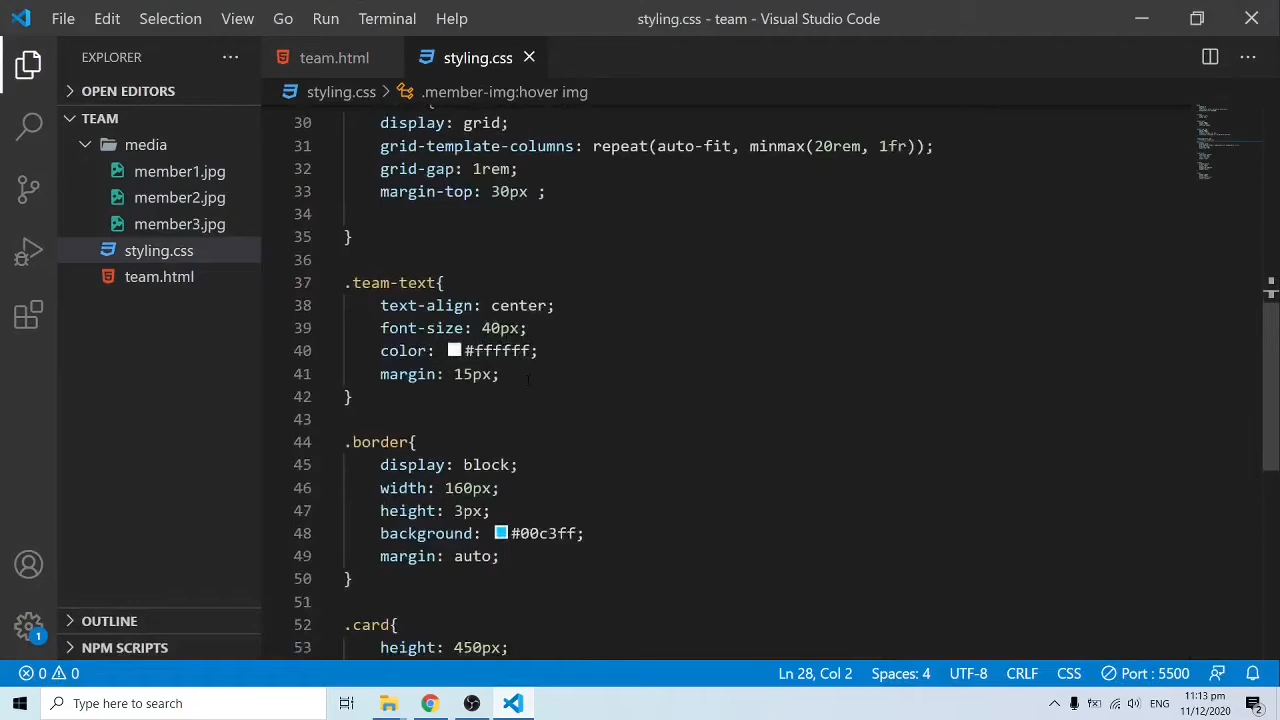 File Edit Selection View Go Run Terminal Help styling.css - team - Visual Studio Code
EXPLORER
team.html styling.css
OPEN EDITORS
styling.css > .member-img:hover img
TEAM
media
member1.jpg
member2.jpg
member3.jpg
styling.css
team.html
OUTLINE
NPM SCRIPTS
1
30 display: grid;
31 grid-template-columns: repeat(auto-fit, minmax(20rem, 1fr));
32 grid-gap: 1rem;
33 margin-top: 30px ;
34
35 }
36
37 .team-text{
38 text-align: center;
39 font-size: 40px;
40 color: #ffffff;
41 margin: 15px;
42 }
43
44 .border{
45 display: block;
46 width: 160px;
47 height: 3px;
48 background: #00c3ff;
49 margin: auto;
50 }
51
52 .card{
53 height: 450px;
0 0 Ln 28, Col 2 Spaces: 4 UTF-8 CRLF CSS Port : 5500
Type here to search
ENG
11:13 pm
11/12/2020
2